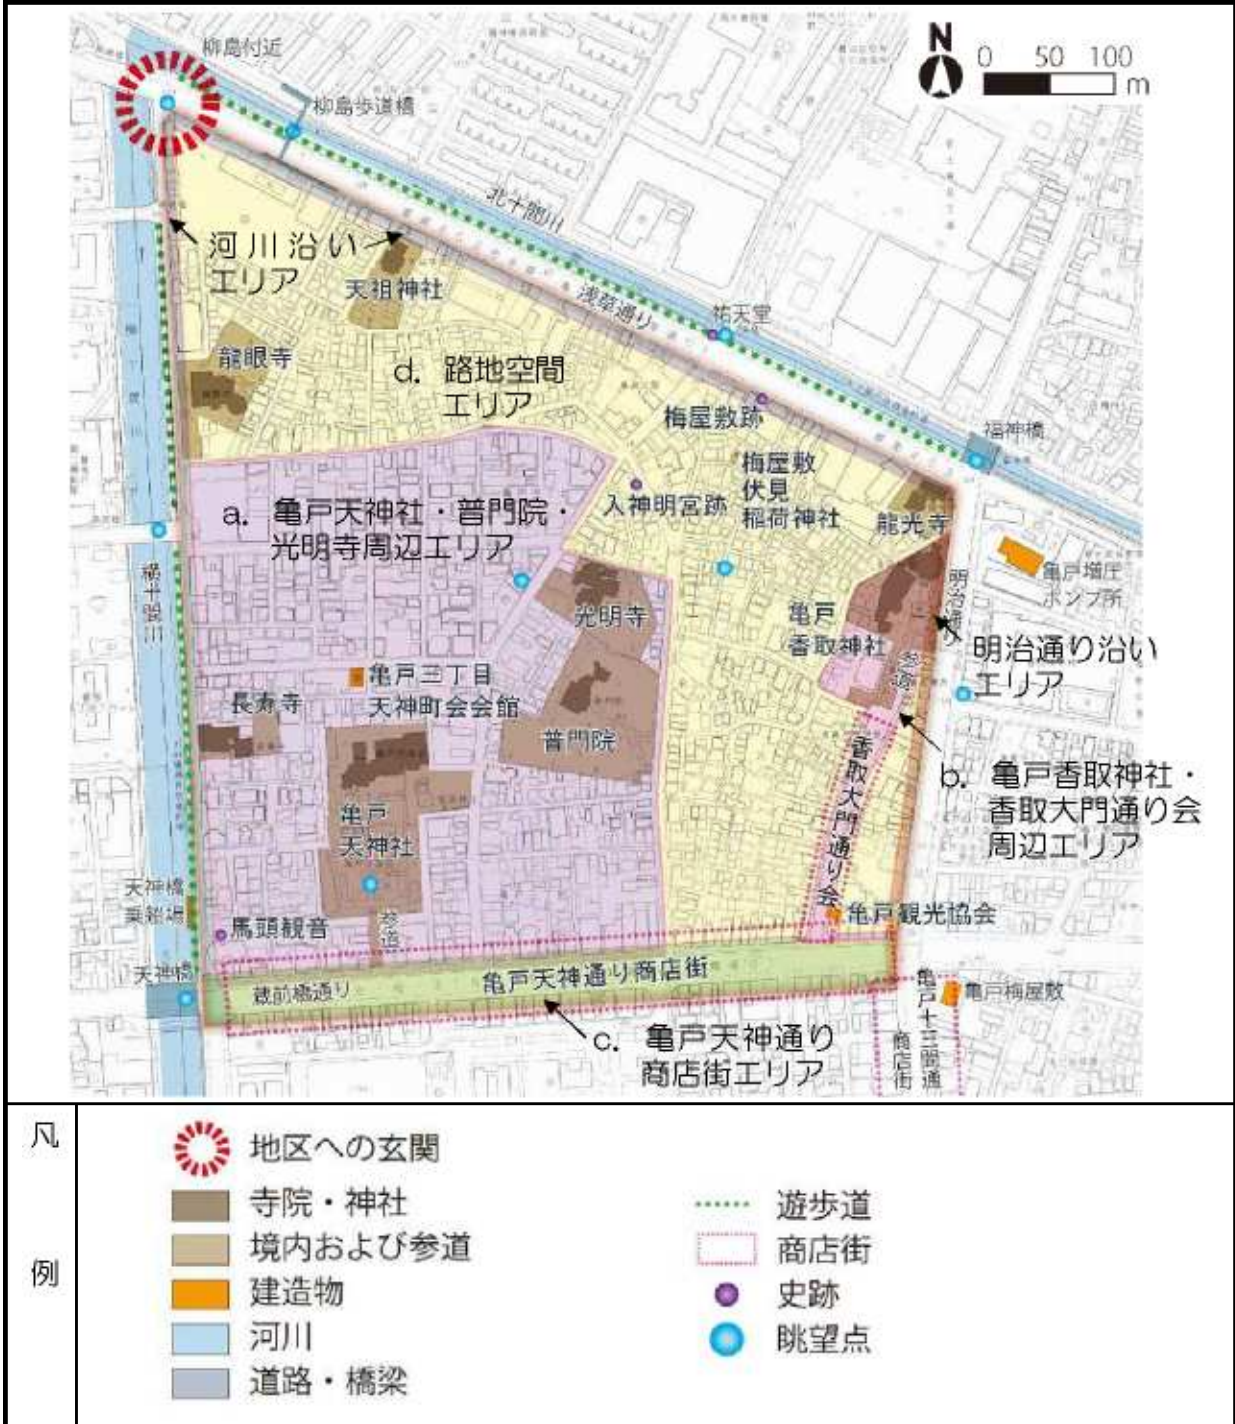 柳島付近
N
0 50 100
m
柳島歩道橋
北十間川
河川沿い
エリア
天祖神社
浅草通り
祐天堂
龍眼寺
d. 路地空間
エリア
梅屋敷跡
福神橋
梅屋敷
伏見
稲荷神社
入神明宮跡
龍光寺
a. 亀戸天神社・普門院・
光明寺周辺エリア
横十間川
亀戸増圧
ポンプ所
明治通り
光明寺
亀戸
香取神社
参道
明治通り沿い
エリア
亀戸三丁目
天神町会会館
長寿寺
普門院
香取大門通り会
b. 亀戸香取神社・
香取大門通り会
周辺エリア
亀戸
天神社
天神橋
乗船場
参道
馬頭観音
亀戸観光協会
天神橋
蔵前橋通り
亀戸天神通り商店街
亀戸梅屋敷
亀戸十三間通
商店街
c. 亀戸天神通り
商店街エリア
凡例
地区への玄関
寺院・神社
境内および参道
建造物
河川
道路・橋梁
遊歩道
商店街
史跡
眺望点